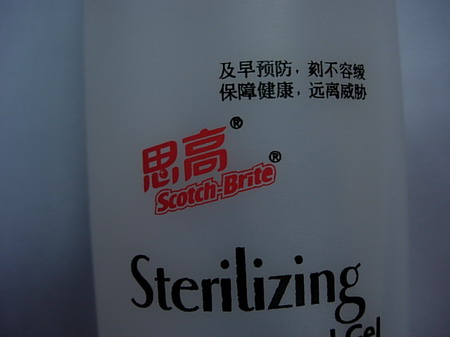 及早预防，刻不容缓
保障健康，远离威胁
思高®
Scotch-Brite®
Sterilizing
Gel